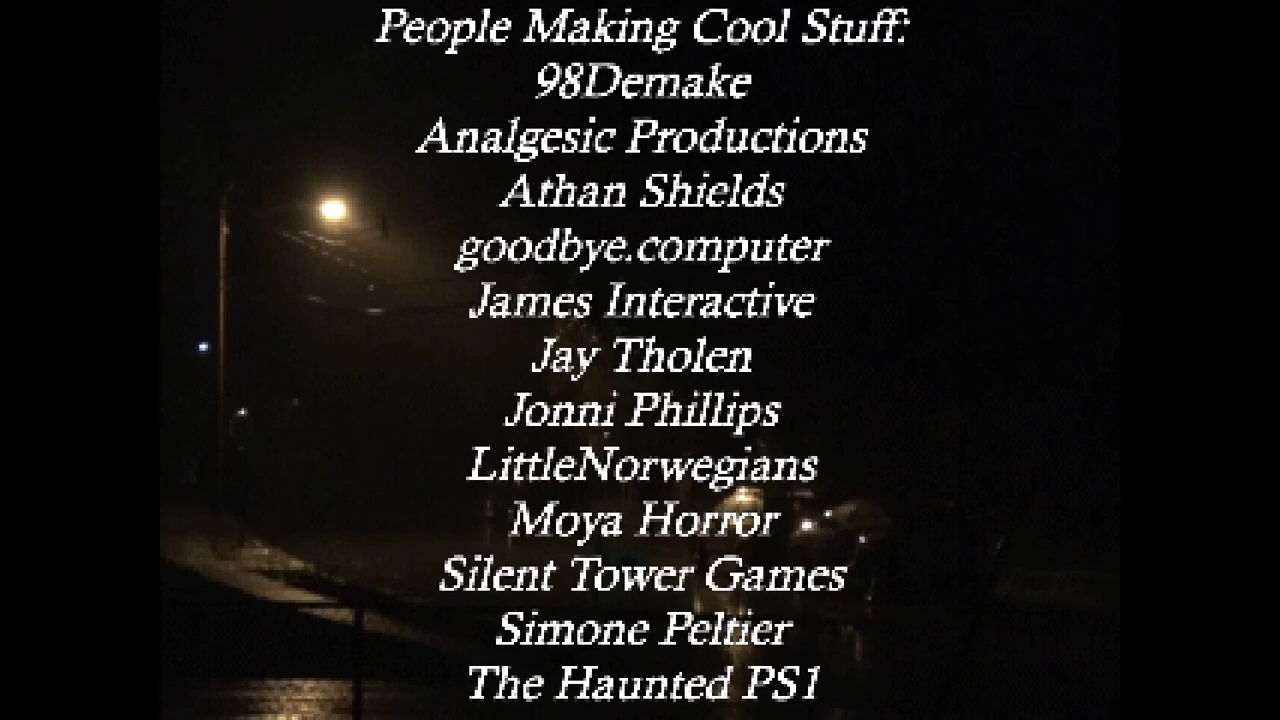 People Making Cool Stuff:
98Demake
Analgesic Productions
Athan Shields
goodbye.computer
James Interactive
Jay Tholen
Jonni Phillips
LittleNorwegians
Moya Horror
Silent Tower Games
Simone Peltier
The Haunted PS1